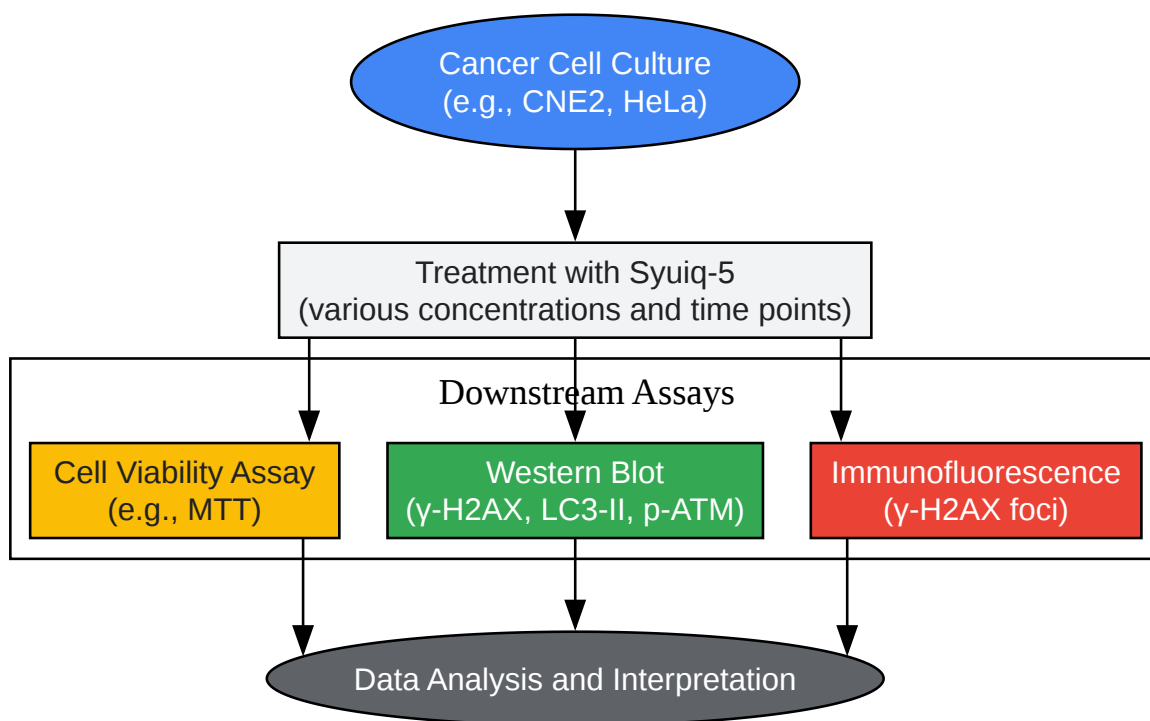 Cancer Cell Culture
(e.g., CNE2, HeLa)
Treatment with Syuiq-5
(various concentrations and time points)
Downstream Assays
Cell Viability Assay
(e.g., MTT)
Western Blot
(γ-H2AX, LC3-II, p-ATM)
Immunofluorescence
(γ-H2AX foci)
Data Analysis and Interpretation